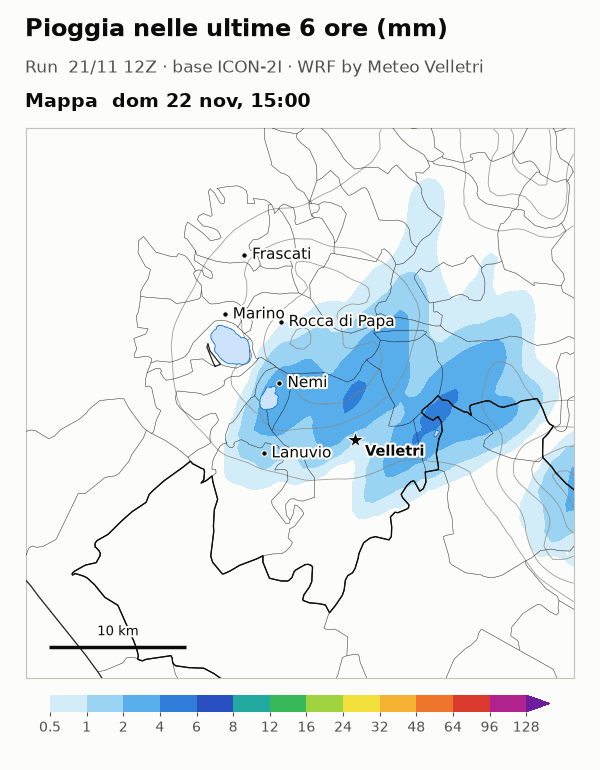 Pioggia nelle ultime 6 ore (mm)
Run  21/11 12Z · base ICON-2I · WRF by Meteo Velletri
Mappa  dom 22 nov, 15:00
Frascati
Marino
Rocca di Papa
Nemi
Velletri
Lanuvio
10 km
0.5 1 2 4 6 8 12 16 24 32 48 64 96 128